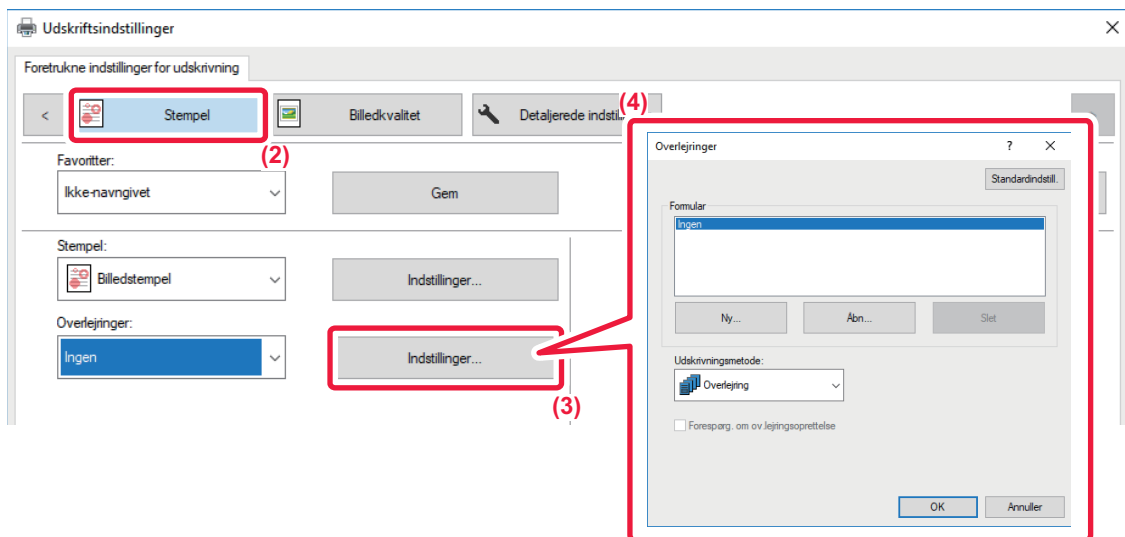 Udskriftsindstillinger
Foretrukne indstillinger for udskrivning
< Stempel Billedkvalitet Detaljerede indstill
(2)
(4)
Favoritter:
Ikke-navngivet Gem
Stempel:
Billedstempel Indstillinger...
Overlejringer:
Ingen Indstillinger...
(3)
Overlejringer ?
Standardindstill.
Formular
Ingen
Ny... Åbn... Slet
Udskrivningsmetode:
Overlejring
Forespørg. om ov.lejringsoprettelse
OK Annuller